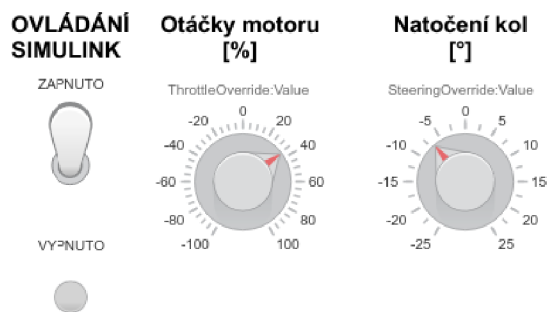 OVLÁDÁNÍ
SIMULINK
ZAPNUTO
VYPNUTO
Otáčky motoru
[%]
ThrottleOverride:Value
0
-20 20
-40 40
-60 60
-80 80
-100 100
Natočení kol
[°]
SteeringOverride:Value
0
-5 5
-10 10
-15 15
-20 20
-25 25